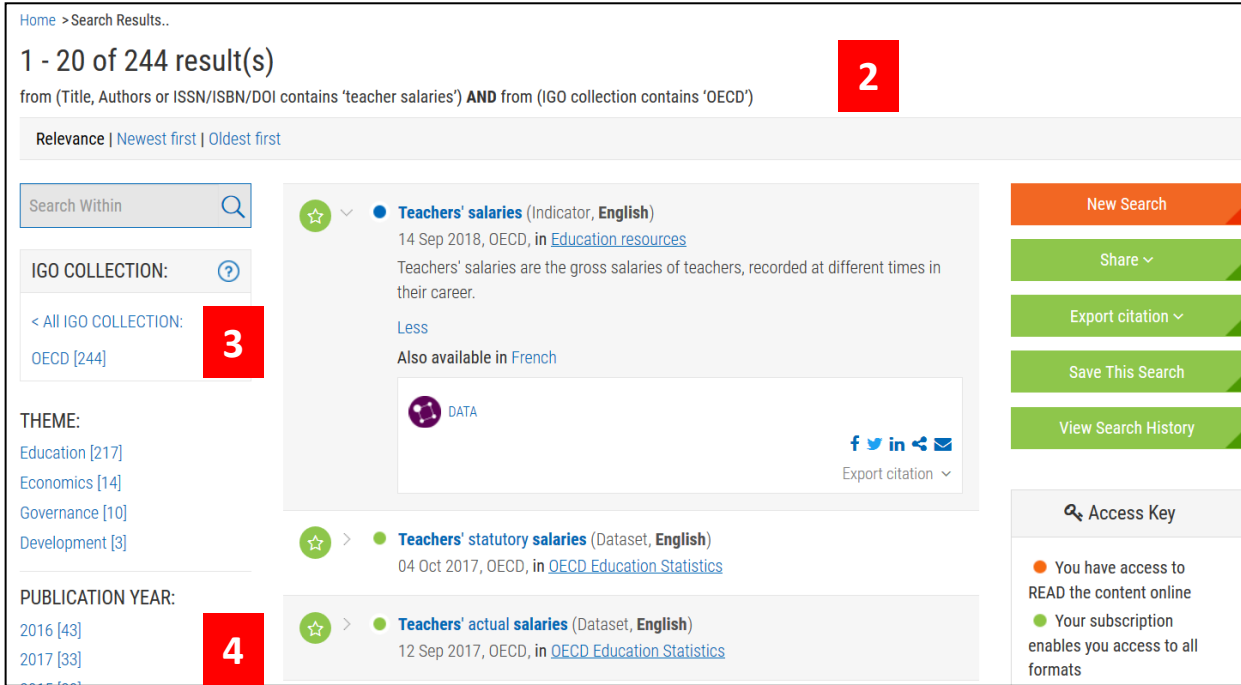 Home > Search Results..
1 - 20 of 244 result(s)
from (Title, Authors or ISSN/ISBN/DOI contains ‘teacher salaries’) AND from (IGO collection contains ‘OECD’)
2
Relevance | Newest first | Oldest first
Search Within
IGO COLLECTION:
?
< All IGO COLLECTION:
OECD [244]
3
THEME:
Education [217]
Economics [14]
Governance [10]
Development [3]
PUBLICATION YEAR:
2016 [43]
2017 [33]
4
Teachers' salaries (Indicator, English)
14 Sep 2018, OECD, in Education resources
Teachers' salaries are the gross salaries of teachers, recorded at different times in
their career.
Less
Also available in French
DATA
Export citation
Teachers' statutory salaries (Dataset, English)
04 Oct 2017, OECD, in OECD Education Statistics
Teachers' actual salaries (Dataset, English)
12 Sep 2017, OECD, in OECD Education Statistics
New Search
Share
Export citation
Save This Search
View Search History
Access Key
You have access to
READ the content online
Your subscription
enables you access to all
formats